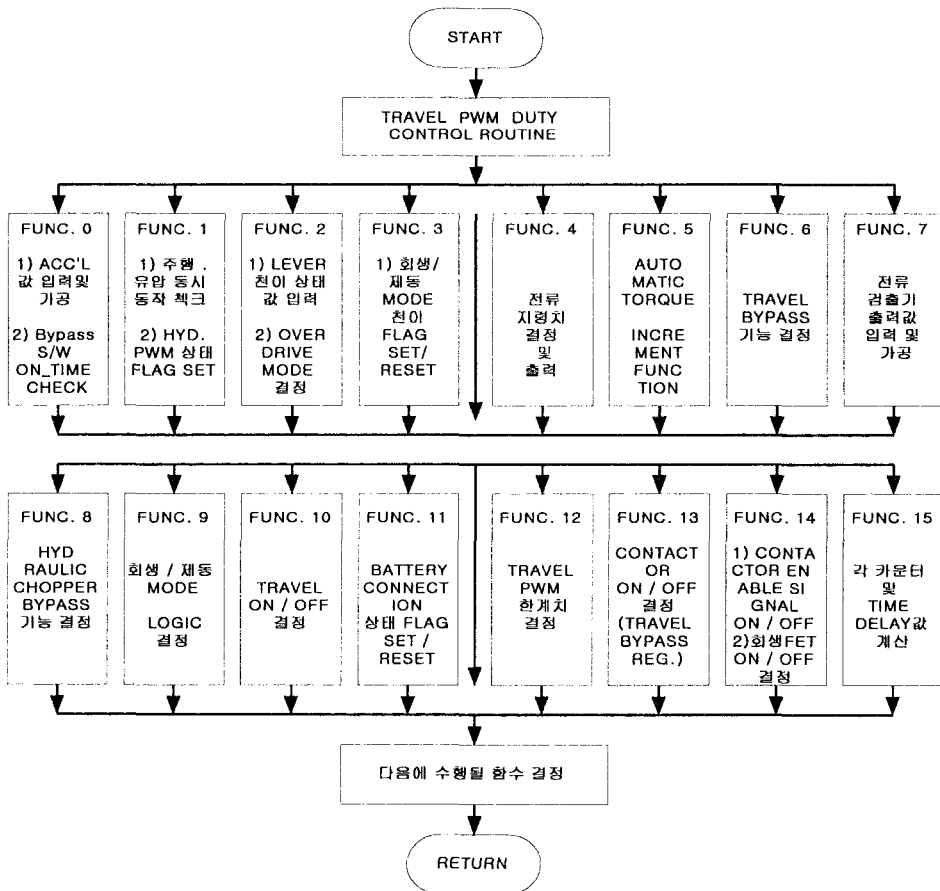 START
TRAVEL PWM DUTY
CONTROL ROUTINE
FUNC. 0
1) ACC'L
값 입력및
가공
2) Bypass
S/W
ON_TIME
CHECK
FUNC. 1
1) 주행 .
유압 동시
동작 첵크
2) HYD.
PWM 상태
FLAG SET
FUNC. 2
1) LEVER
천이 상태
값 입력
2) OVER
DRIVE
MODE
결정
FUNC. 3
1) 회생/
제동
MODE
천이
FLAG
SET/
RESET
FUNC. 4
전류
지령치
결정
및
출력
FUNC. 5
AUTO
MATIC
TORQUE
INCRE
MENT
FUNC
TION
FUNC. 6
TRAVEL
BYPASS
기능 결정
FUNC. 7
전류
검출기
출력값
입력 및
가공
FUNC. 8
HYD
RAULIC
CHOPPER
BYPASS
기능 결정
FUNC. 9
회생 / 제동
MODE
LOGIC
결정
FUNC. 10
TRAVEL
ON / OFF
결정
FUNC. 11
BATTERY
CONNECT
ION
상태 FLAG
SET /
RESET
FUNC. 12
TRAVEL
PWM
한계치
결정
FUNC. 13
CONTACT
OR
ON / OFF
결정
(TRAVEL
BYPASS
REG.)
FUNC. 14
1) CONTA
CTOR EN
ABLE SI
GNAL
ON / OFF
2)회생FET
ON / OFF
결정
FUNC. 15
각 카운터
및
TIME
DELAY값
계산
다음에 수행될 함수 결정
RETURN